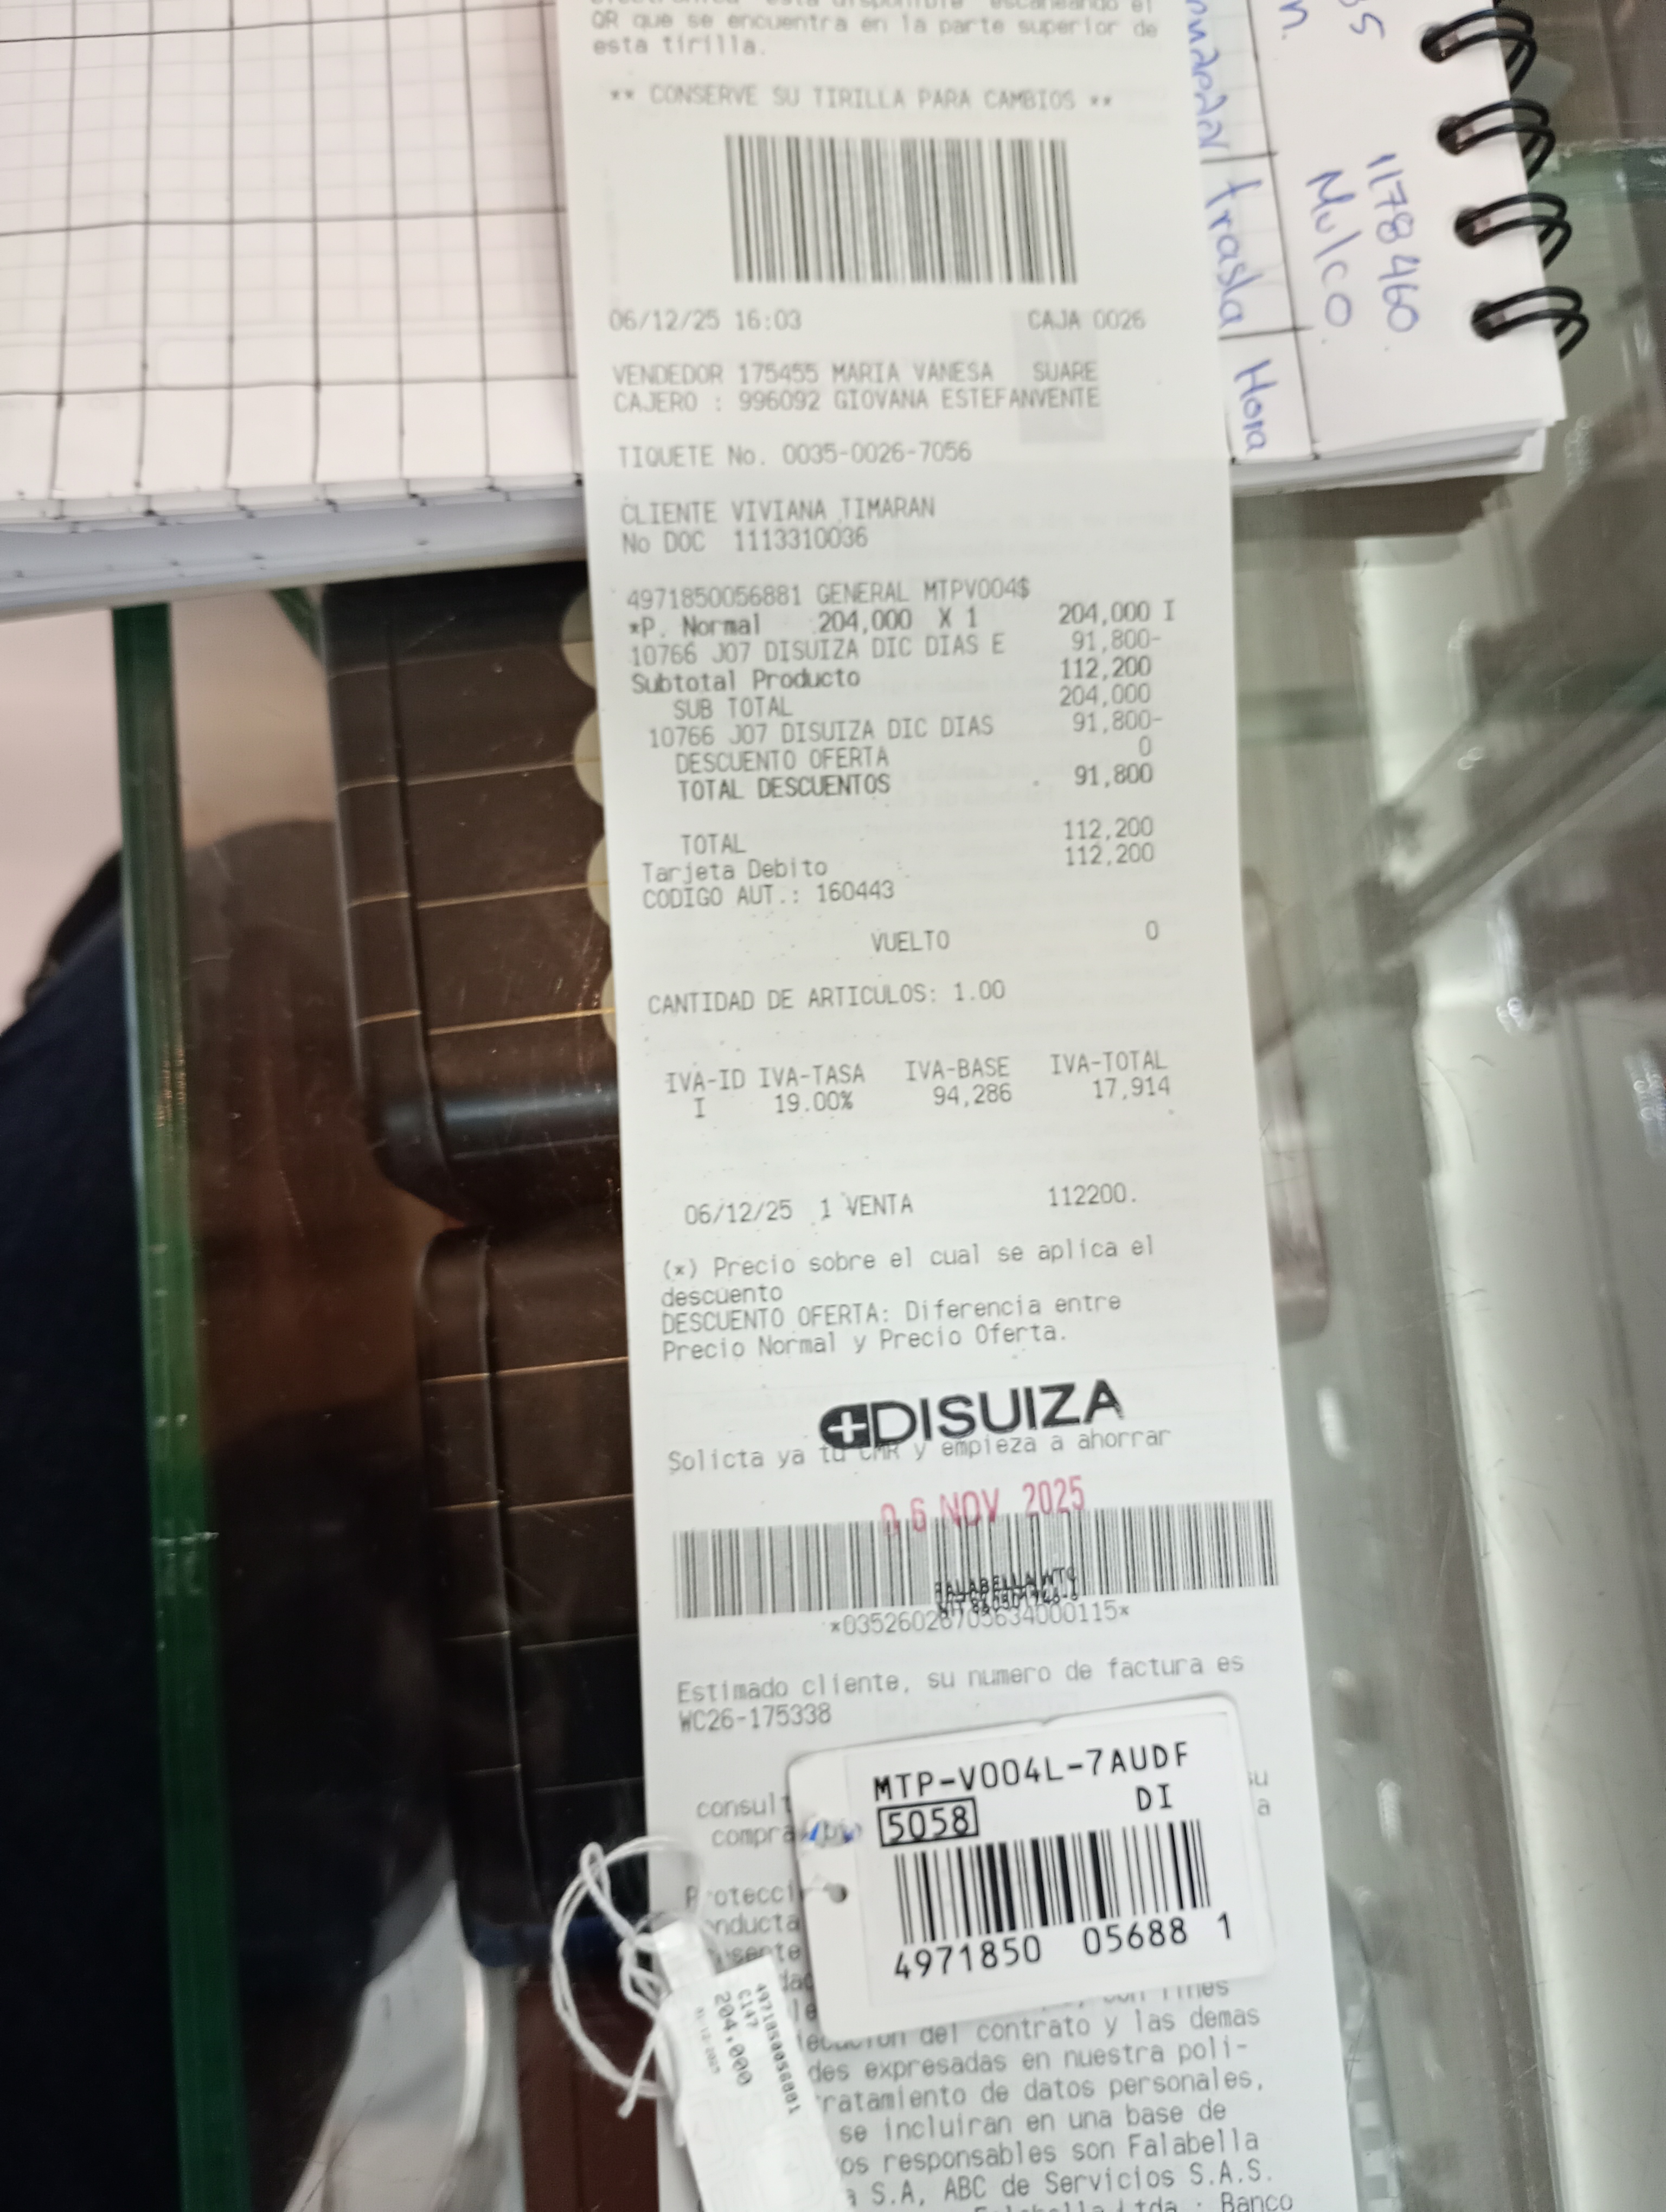 QR que se encuentra en la parte superior de
esta tirilla.
** CONSERVE SU TIRILLA PARA CAMBIOS **
06/12/25 16:03 CAJA 0026
VENDEDOR 175455 MARIA VANESA SUARE
CAJERO : 996092 GIOVANA ESTEFANVENTE
TIQUETE No. 0035-0026-7056
CLIENTE VIVIANA TIMARAN
No DOC 1113310036
4971850056881 GENERAL MTPV004$
*P. Normal 204,000 X 1 204,000 I
10766 J07 DISUIZA DIC DIAS E 91,800-
Subtotal Producto 112,200
SUB TOTAL 204,000
10766 J07 DISUIZA DIC DIAS 91,800-
DESCUENTO OFERTA 0
TOTAL DESCUENTOS 91,800
TOTAL 112,200
Tarjeta Debito 112,200
CODIGO AUT.: 160443
VUELTO 0
CANTIDAD DE ARTICULOS: 1.00
IVA-ID IVA-TASA IVA-BASE IVA-TOTAL
I 19.00% 94,286 17,914
06/12/25 1 VENTA 112200.
(*) Precio sobre el cual se aplica el
descuento
DESCUENTO OFERTA: Diferencia entre
Precio Normal y Precio Oferta.
DISUIZA
Solicta ya tu CMR y empieza a ahorrar
06 NOV 2025
FALABELLA WTC
Estimado cliente, su numero de factura es
WC26-175338
MTP-V004L-7AUDF
5058 DI
4971850 05688 1
4971850056881
C147
204,000
del contrato y las demas
des expresadas en nuestra poli-
ratamiento de datos personales,
se incluiran en una base de
os responsables son Falabella
S.A, ABC de Servicios S.A.S.
Banco
trasla
Hora
1178460
Mulco